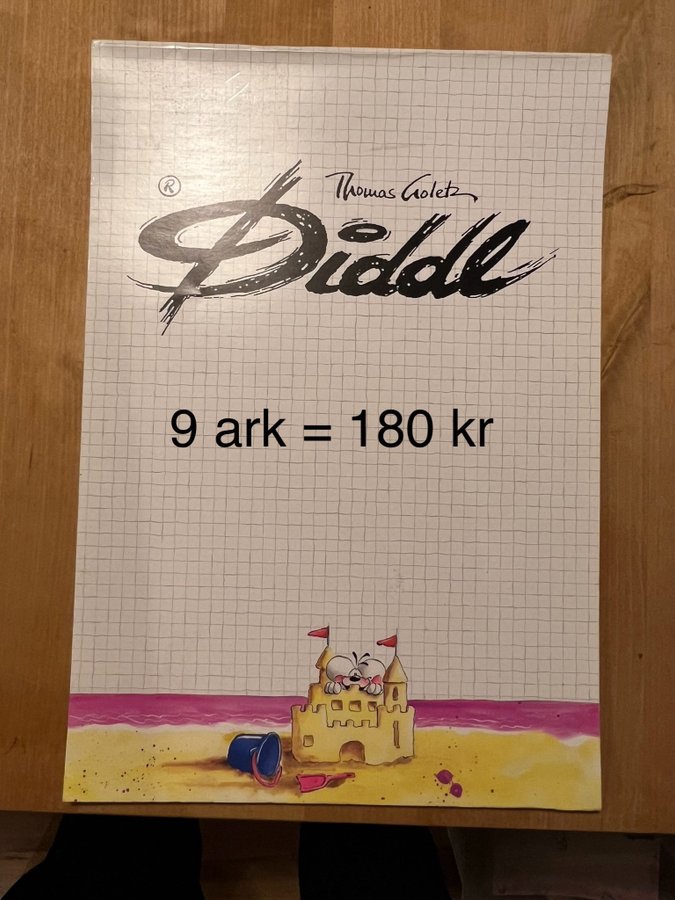 Thomas Goletz
®
Diddl
9 ark = 180 kr